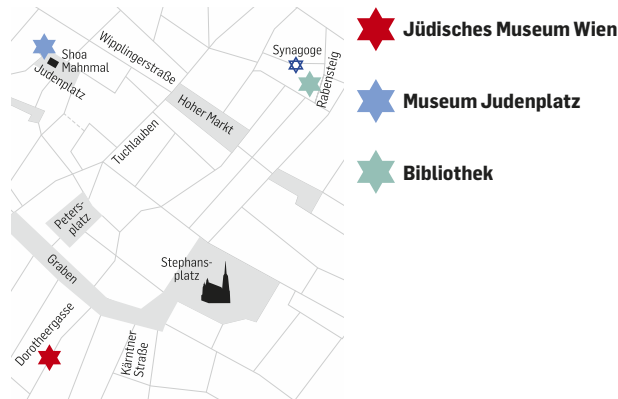 Shoa
Mahnmal
Judenplatz
Wipplingerstraße
Synagoge
Rabensteig
Hoher Markt
Tuchlauben
Peters-
platz
Graben
Stephans-
platz
Dorotheergasse
Kärntner
Straße
Jüdisches Museum Wien
Museum Judenplatz
Bibliothek